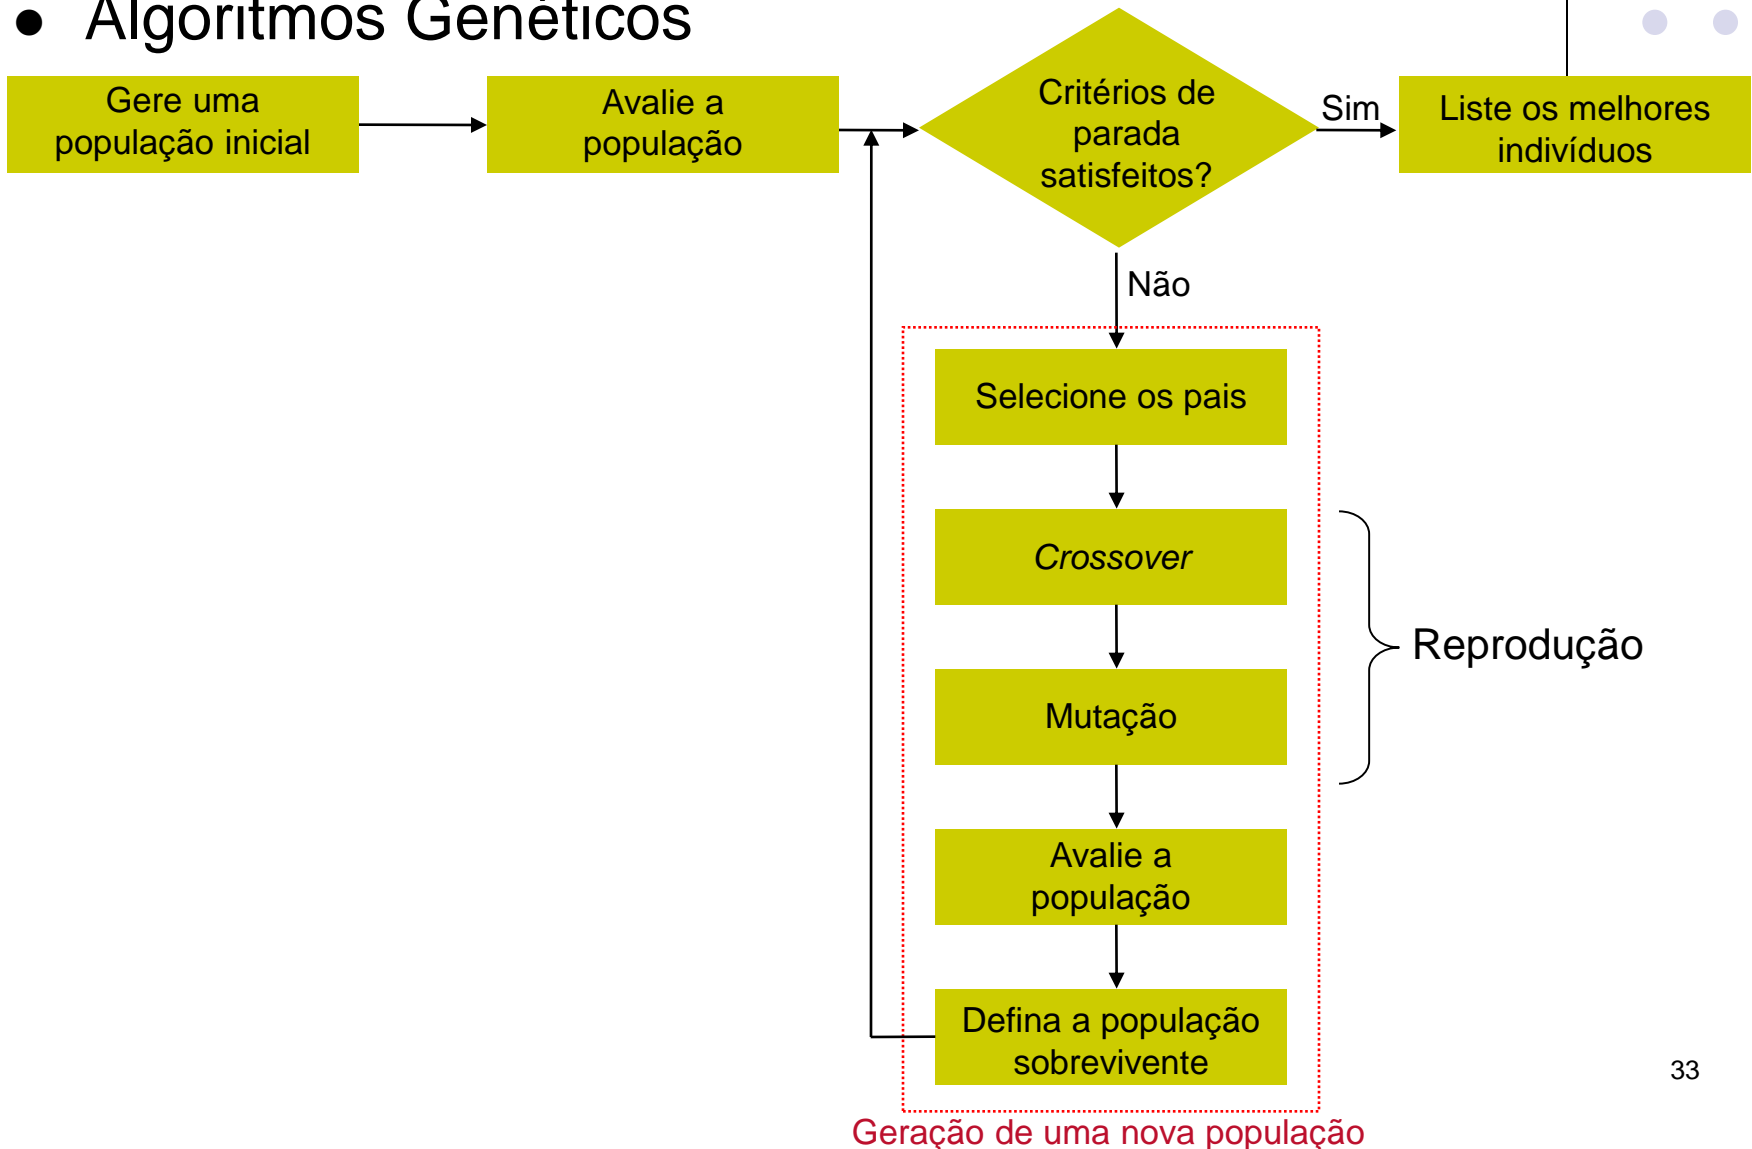 ● Algoritmos Genéticos
Gere uma
população inicial
Avalie a
população
Critérios de
parada
satisfeitos?
Sim
Liste os melhores
indivíduos
Não
Selecione os pais
Crossover
Reprodução
Mutação
Avalie a
população
Defina a população
sobrevivente
33
Geração de uma nova população